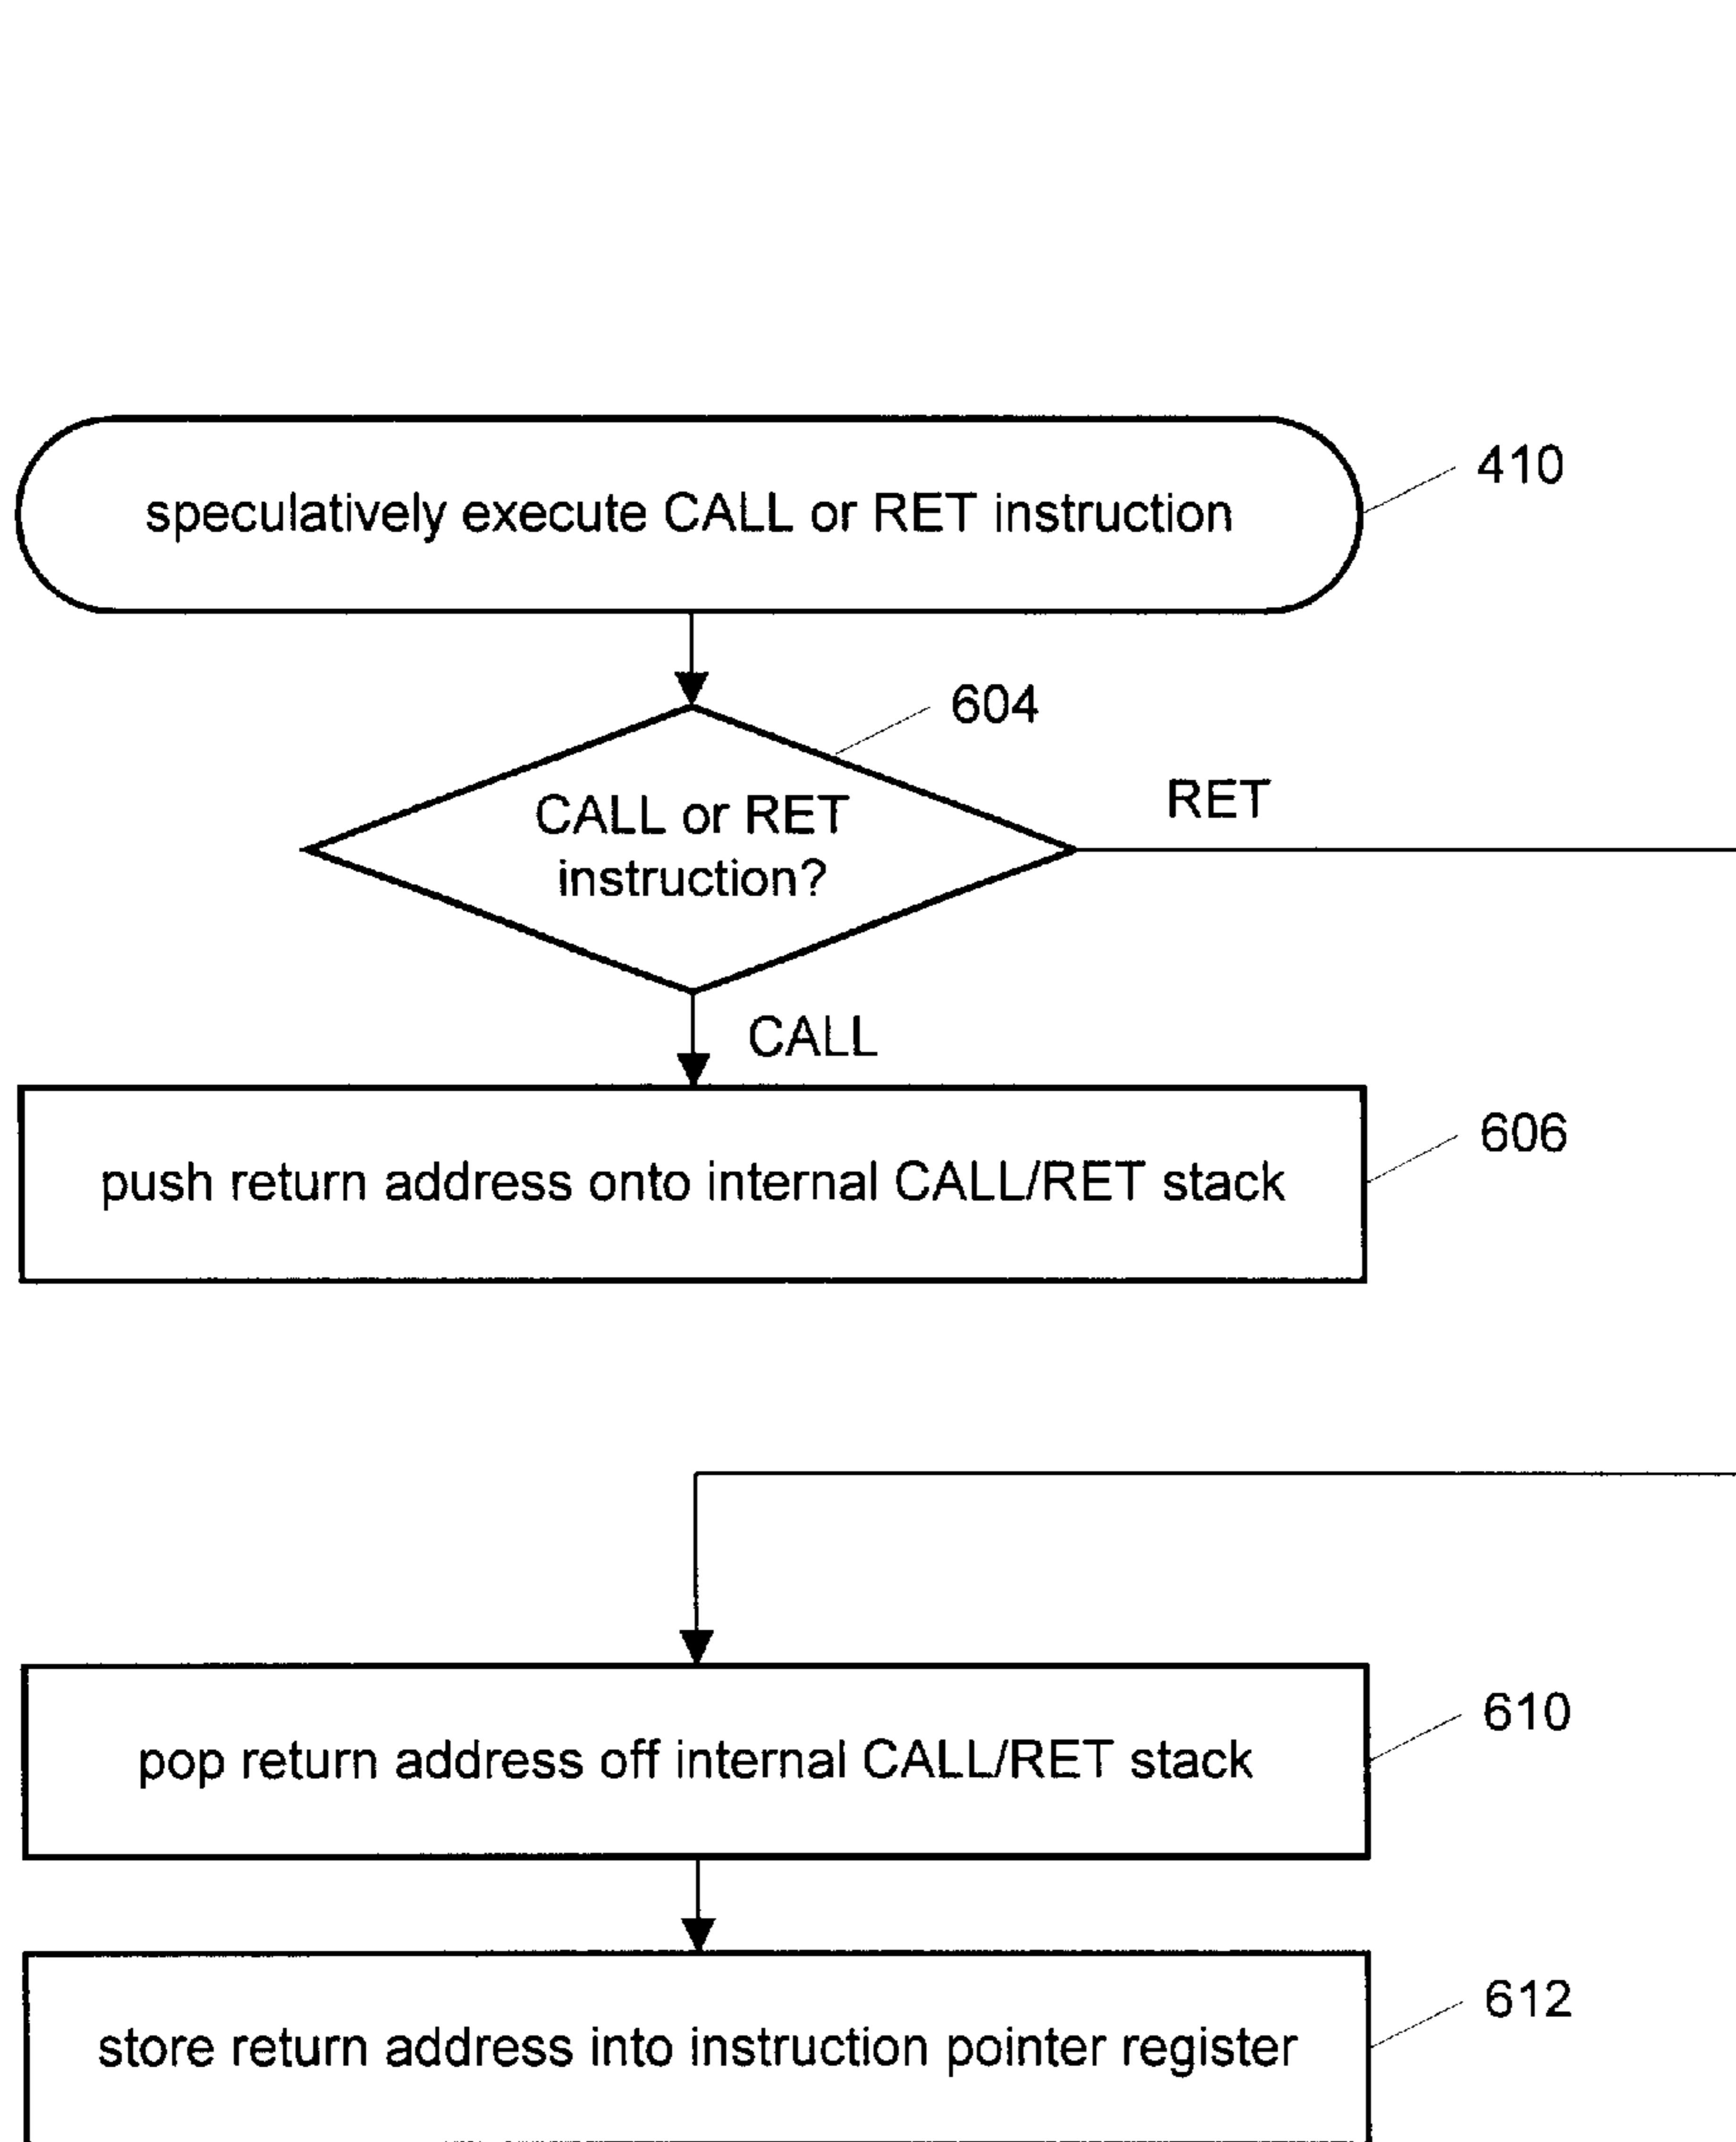 speculatively execute CALL or RET instruction
410
604
CALL or RET
instruction?
RET
CALL
push return address onto internal CALL/RET stack
606
pop return address off internal CALL/RET stack
610
store return address into instruction pointer register
612